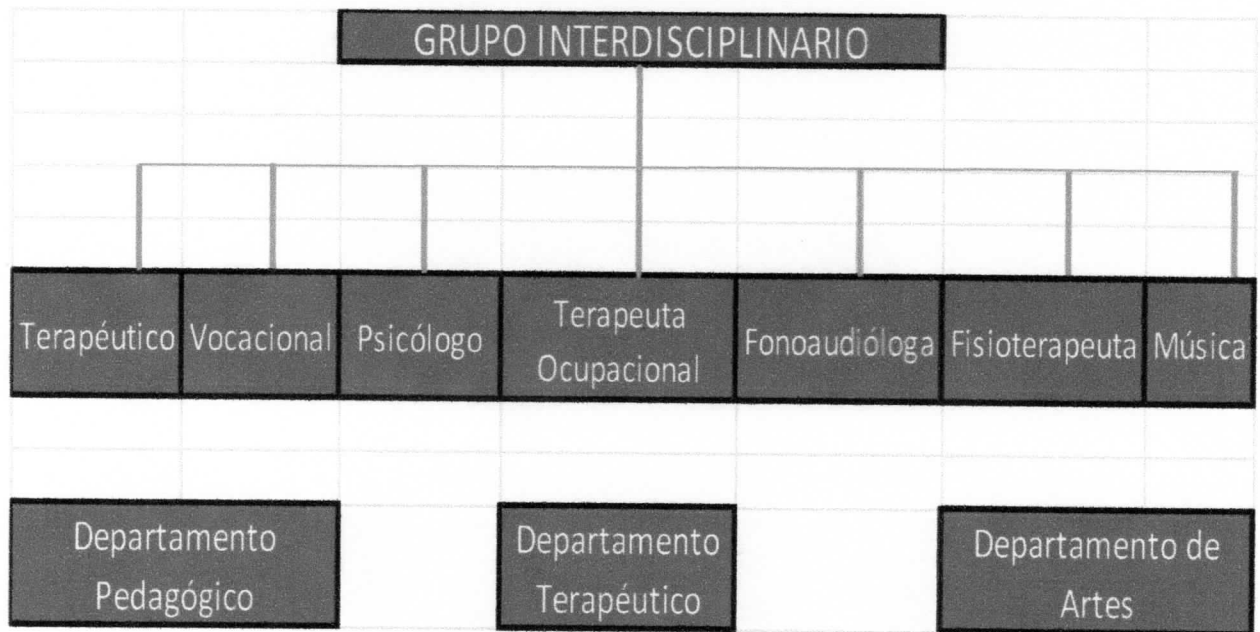 GRUPO INTERDISCIPLINARIO
Terapéutico
Vocacional
Psicólogo
Terapeuta
Ocupacional
Fonoaudióloga
Fisioterapeuta
Música
Departamento
Pedagógico
Departamento
Terapéutico
Departamento de
Artes